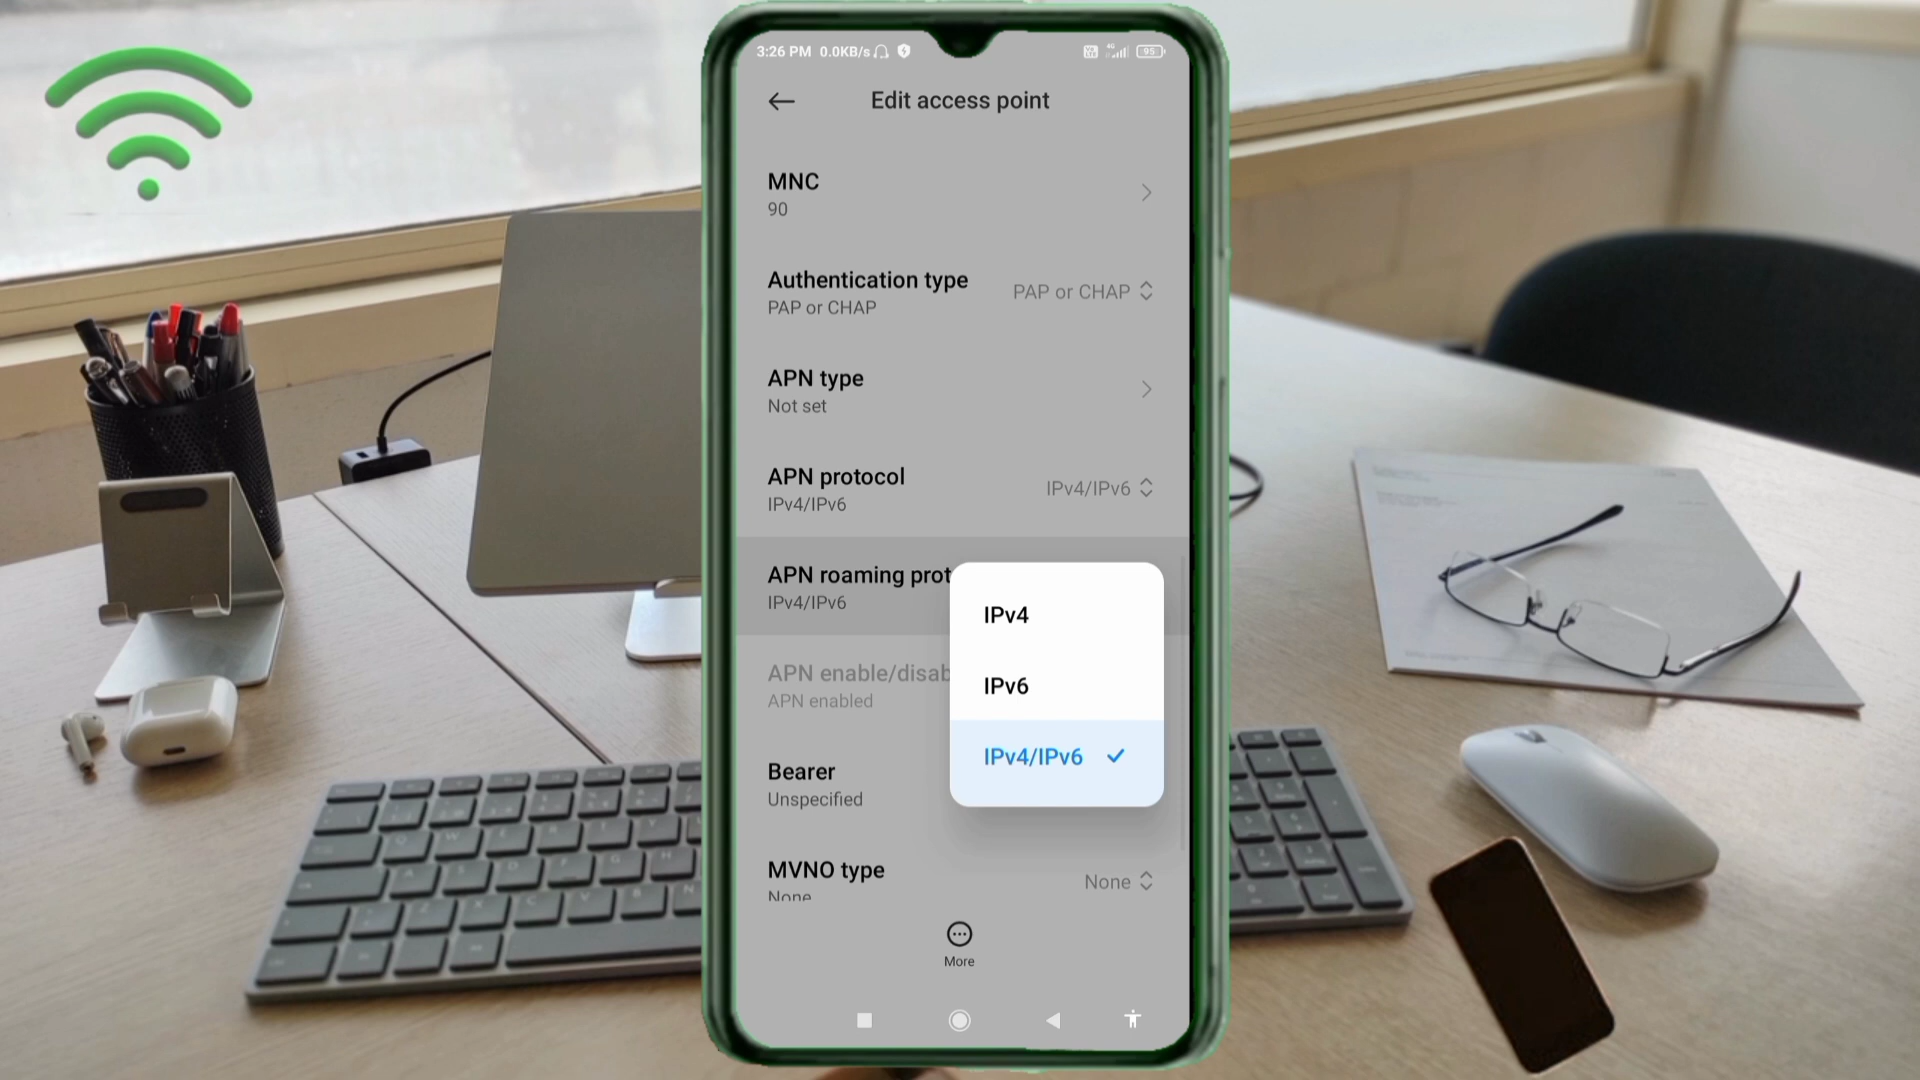 3:26 PM 0.0KB/s
4G
95
Edit access point
MNC
90
Authentication type
PAP or CHAP
PAP or CHAP
APN type
Not set
APN protocol
IPv4/IPv6
IPv4/IPv6
APN roaming prot
IPv4/IPv6
APN enable/disab
APN enabled
Bearer
Unspecified
IPv4
IPv6
IPv4/IPv6
MVNO type
None
None
More